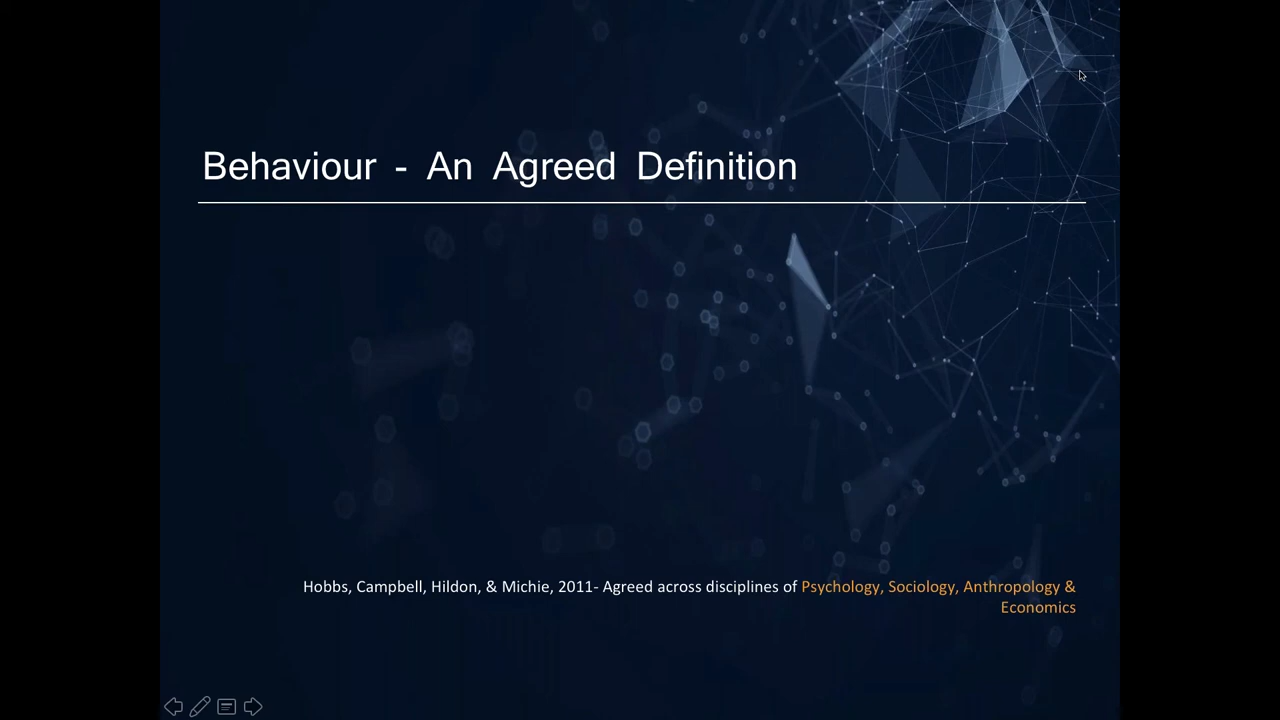 Behaviour - An Agreed Definition
Hobbs, Campbell, Hildon, & Michie, 2011- Agreed across disciplines of Psychology, Sociology, Anthropology &
Economics